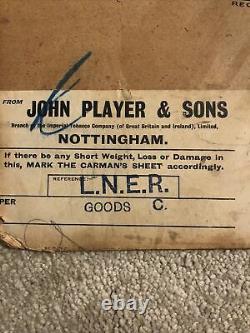 FROM JOHN PLAYER & SONS
Branch of the Imperial Tobacco Company (of Great Britain and Ireland), Limited,
NOTTINGHAM.
If there be any Short Weight, Loss or Damage in
this, MARK THE CARMAN'S SHEET accordingly.
REFERENCE:
L.N.E.R.
PER GOODS C.